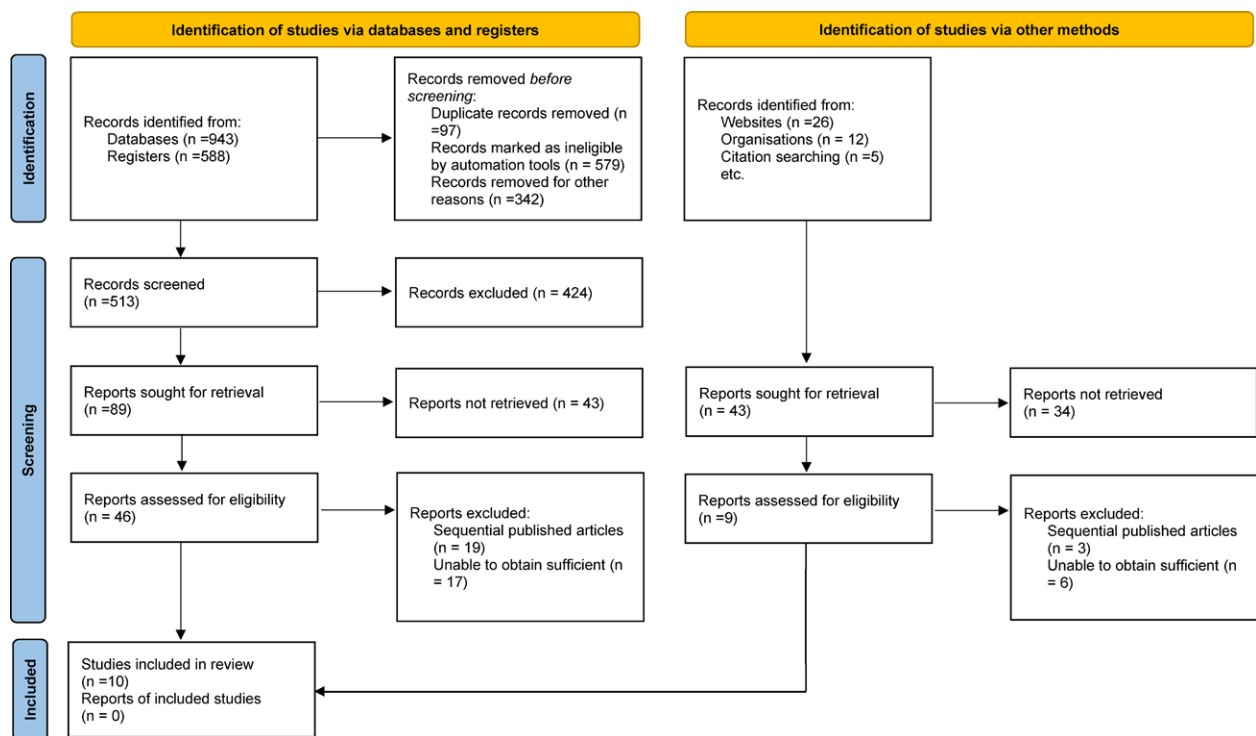 Identification of studies via databases and registers
Identification of studies via other methods
Identification
Records identified from:
Databases (n =943)
Registers (n =588)
Records removed before
screening:
Duplicate records removed (n
=97)
Records marked as ineligible
by automation tools (n = 579)
Records removed for other
reasons (n =342)
Records identified from:
Websites (n =26)
Organisations (n = 12)
Citation searching (n =5)
etc.
Screening
Records screened
(n =513)
Records excluded (n = 424)
Reports sought for retrieval
(n =89)
Reports not retrieved (n = 43)
Reports sought for retrieval
(n = 43)
Reports not retrieved
(n = 34)
Reports assessed for eligibility
(n = 46)
Reports excluded:
Sequential published articles
(n = 19)
Unable to obtain sufficient (n
= 17)
Reports assessed for eligibility
(n =9)
Reports excluded:
Sequential published articles
(n = 3)
Unable to obtain sufficient (n
= 6)
Included
Studies included in review
(n =10)
Reports of included studies
(n = 0)